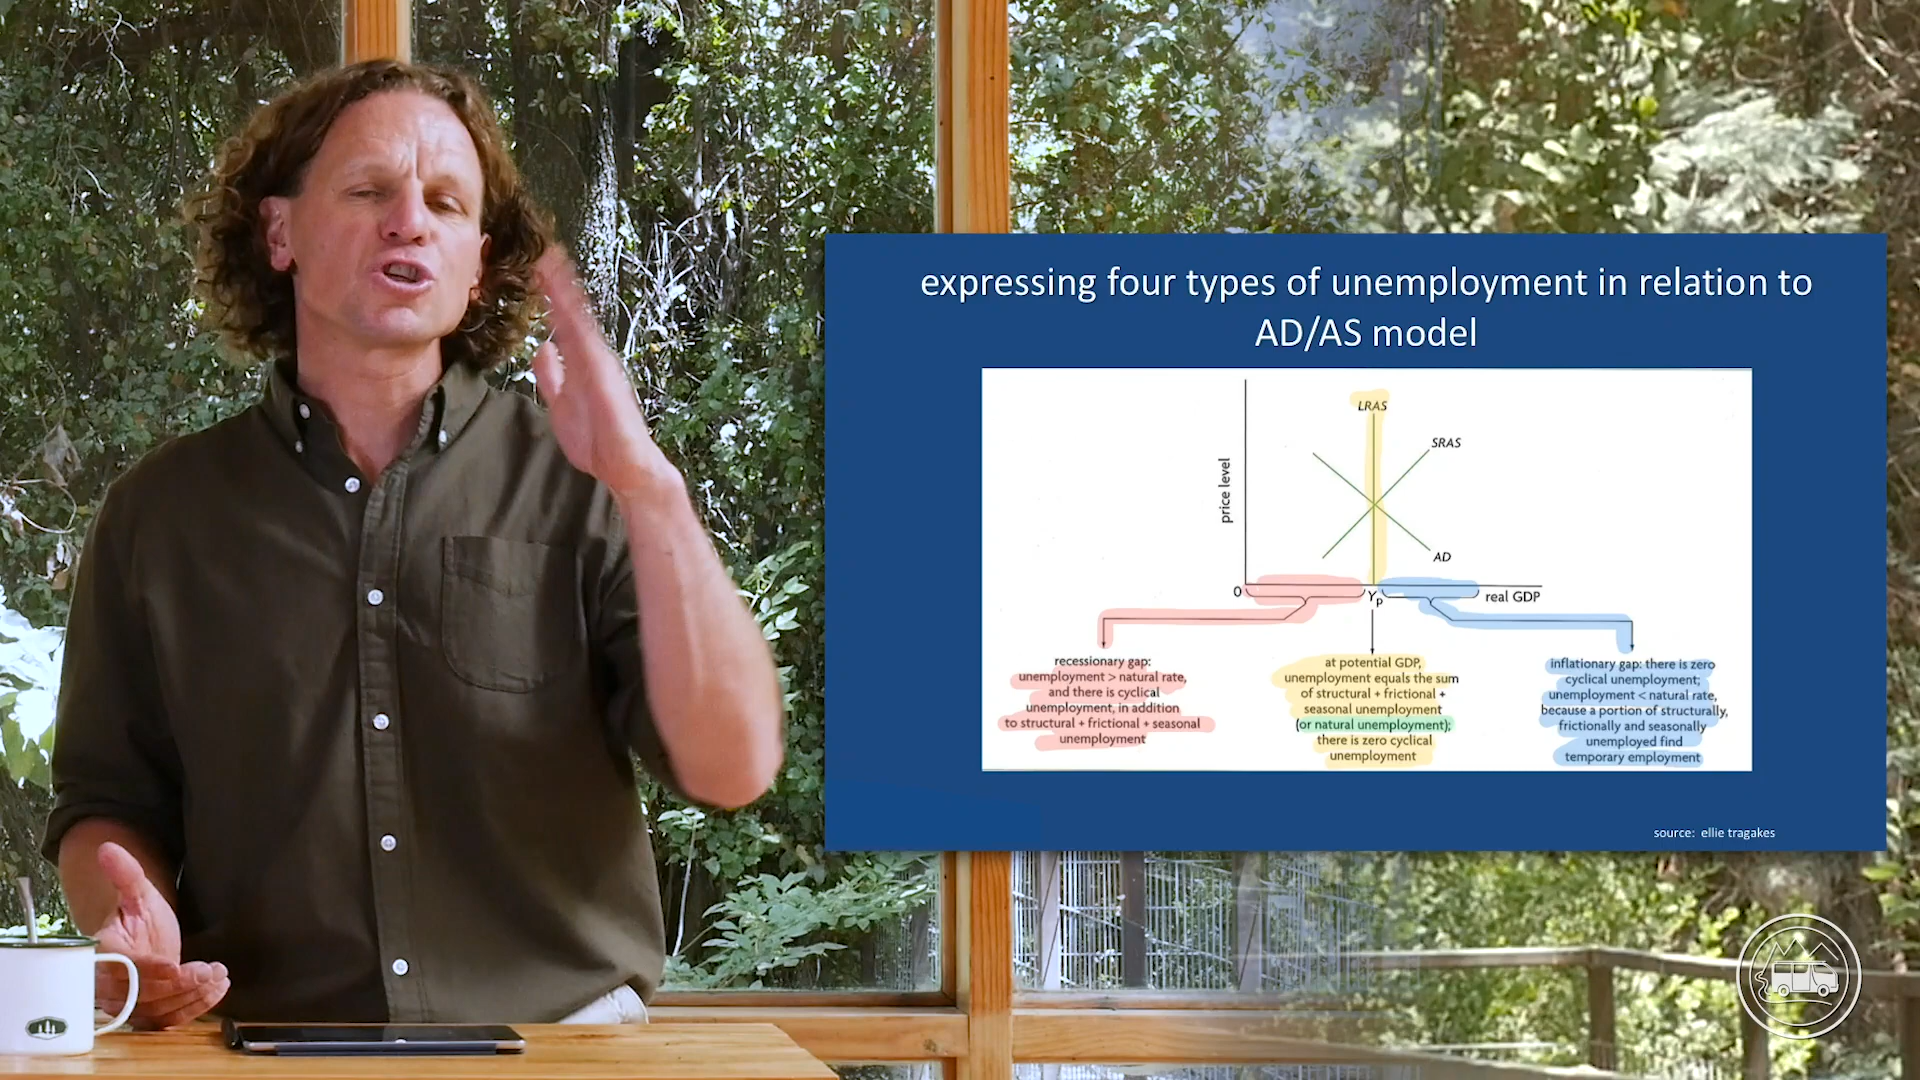 expressing four types of unemployment in relation to
AD/AS model
LRAS
SRAS
price level
AD
0
Yp
real GDP
recessionary gap:
unemployment > natural rate,
and there is cyclical
unemployment, in addition
to structural + frictional + seasonal
unemployment
at potential GDP,
unemployment equals the sum
of structural + frictional +
seasonal unemployment
(or natural unemployment);
there is zero cyclical
unemployment
inflationary gap: there is zero
cyclical unemployment;
unemployment < natural rate,
because a portion of structurally,
frictionally and seasonally
unemployed find
temporary employment
source: ellie tragakes